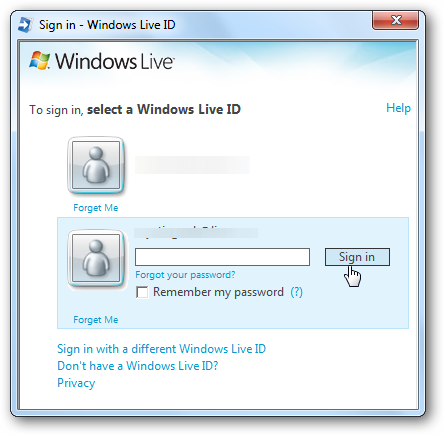 Sign in - Windows Live ID
Windows Live
To sign in, select a Windows Live ID
Help
Forget Me
Sign in
Forgot your password?
Remember my password (?)
Forget Me
Sign in with a different Windows Live ID
Don't have a Windows Live ID?
Privacy